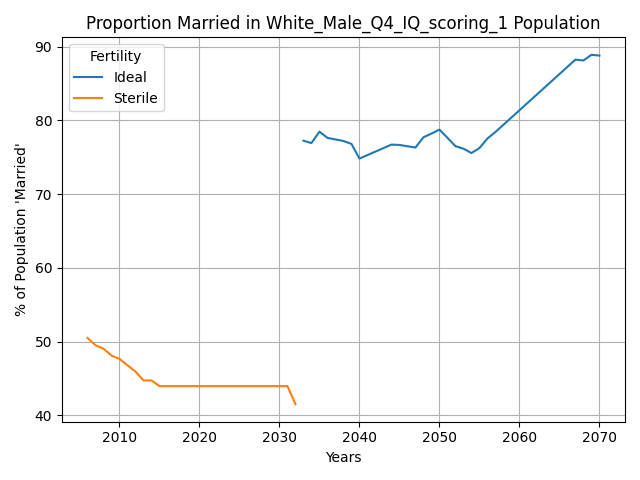 Proportion Married in White_Male_Q4_IQ_scoring_1 Population
Fertility
Ideal
Sterile
% of Population 'Married'
90
80
70
60
50
40
2010
2020
2030
2040
2050
2060
2070
Years